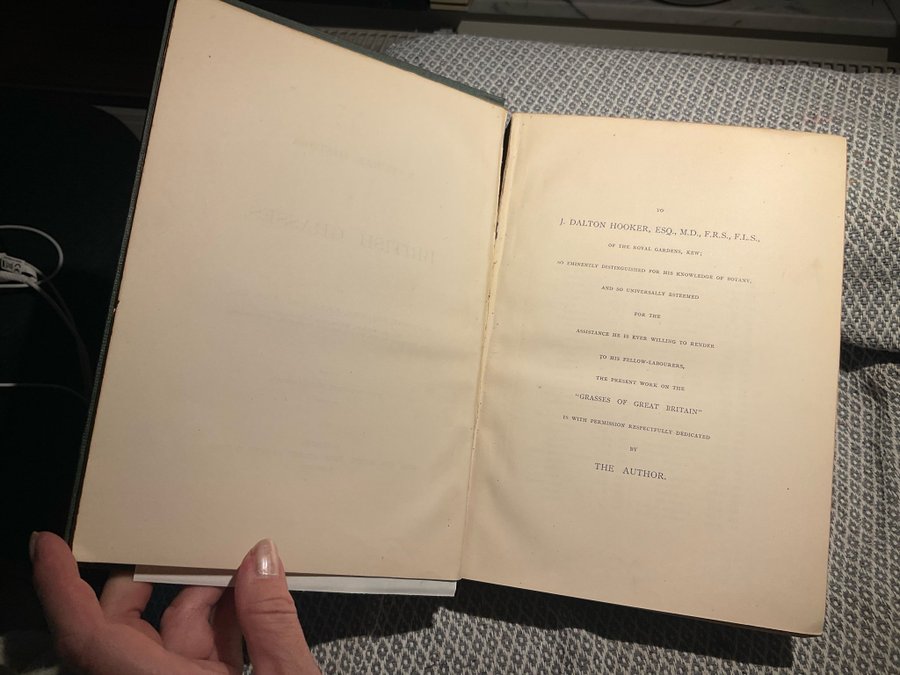 TO
J. DALTON HOOKER, ESQ., M.D., F.R.S., F.L.S.,
OF THE ROYAL GARDENS, KEW;
SO EMINENTLY DISTINGUISHED FOR HIS KNOWLEDGE OF BOTANY,
AND SO UNIVERSALLY ESTEEMED
FOR THE
ASSISTANCE HE IS EVER WILLING TO RENDER
TO HIS FELLOW-LABOURERS,
THE PRESENT WORK ON THE
"GRASSES OF GREAT BRITAIN"
IS WITH PERMISSION RESPECTFULLY DEDICATED
BY
THE AUTHOR.